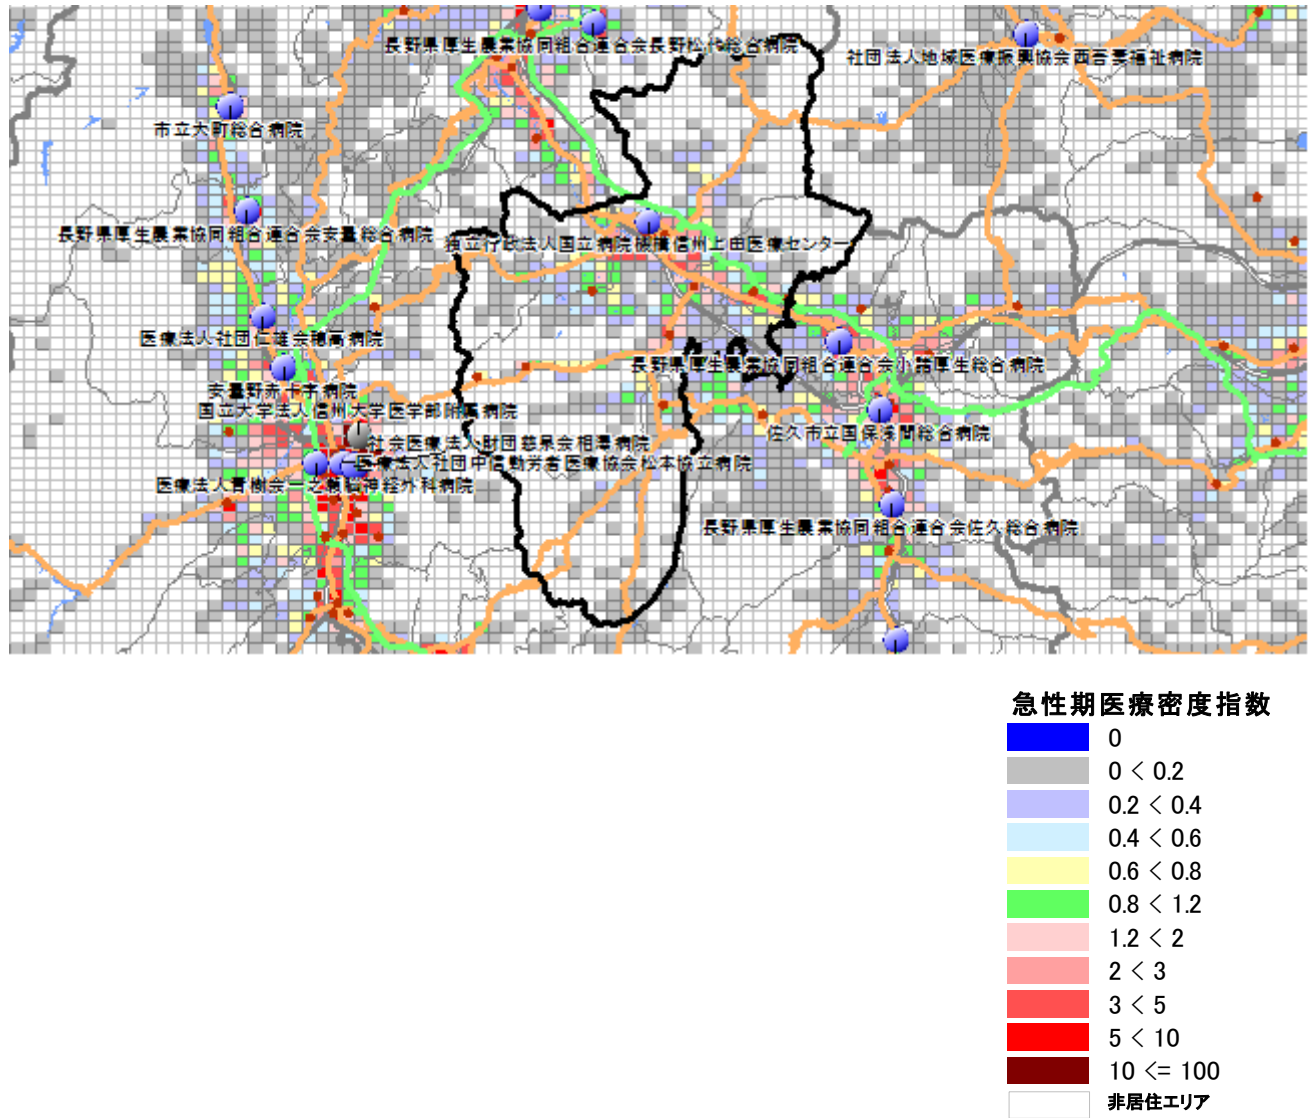 長野県厚生農業協同組合連合会長野松代総合病院
社団法人地域医療振興協会西吾妻福祉病院
市立大町総合病院
長野県厚生農業協同組合連合会安曇総合病院
独立行政法人国立病院機構信州上田医療センター
医療法人社団仁雄会穂高病院
長野県厚生農業協同組合連合会小諸厚生総合病院
安曇野赤十字病院
国立大学法人信州大学医学部附属病院
佐久市立国保浅間総合病院
社会医療法人財団慈泉会相澤病院
医療法人社団中信勤労者医療協会松本協立病院
医療法人青樹会一之瀬脳神経外科病院
長野県厚生農業協同組合連合会佐久総合病院
急性期医療密度指数
0
0 < 0.2
0.2 < 0.4
0.4 < 0.6
0.6 < 0.8
0.8 < 1.2
1.2 < 2
2 < 3
3 < 5
5 < 10
10 <= 100
非居住エリア